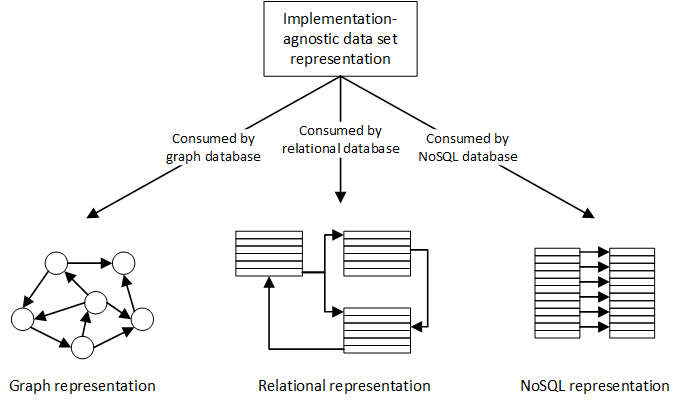 Implementation-
agnostic data set
representation
Consumed by
graph database
Consumed by
relational database
Consumed by
NoSQL database
Graph representation
Relational representation
NoSQL representation